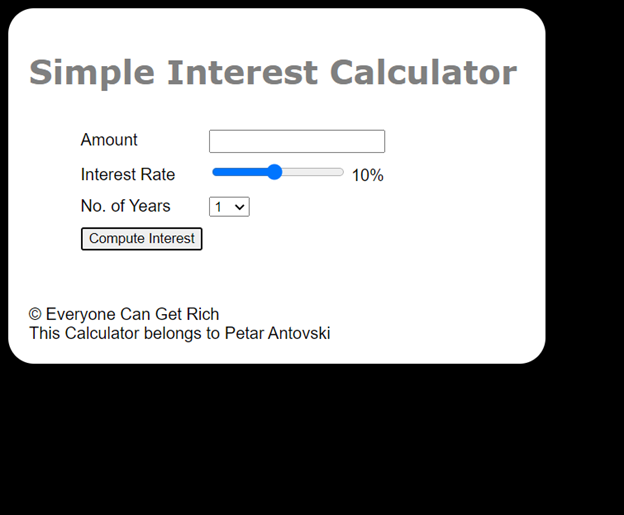 Simple Interest Calculator
Amount
Interest Rate 10%
No. of Years 1
Compute Interest
© Everyone Can Get Rich
This Calculator belongs to Petar Antovski